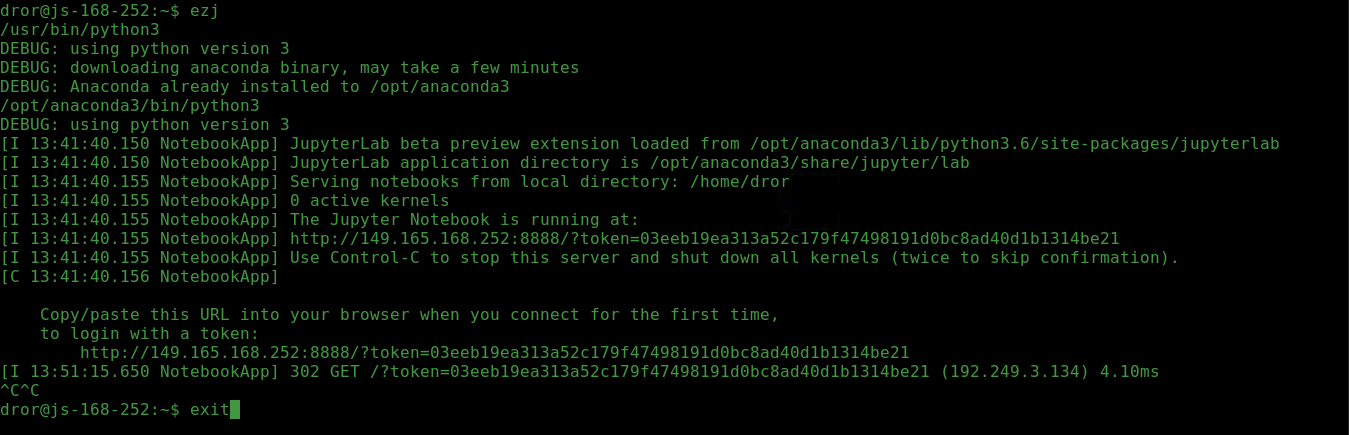 dror@js-168-252:~$ ezj
/usr/bin/python3
DEBUG: using python version 3
DEBUG: downloading anaconda binary, may take a few minutes
DEBUG: Anaconda already installed to /opt/anaconda3
/opt/anaconda3/bin/python3
DEBUG: using python version 3
[I 13:41:40.150 NotebookApp] JupyterLab beta preview extension loaded from /opt/anaconda3/lib/python3.6/site-packages/jupyterlab
[I 13:41:40.150 NotebookApp] JupyterLab application directory is /opt/anaconda3/share/jupyter/lab
[I 13:41:40.155 NotebookApp] Serving notebooks from local directory: /home/dror
[I 13:41:40.155 NotebookApp] 0 active kernels
[I 13:41:40.155 NotebookApp] The Jupyter Notebook is running at:
[I 13:41:40.155 NotebookApp] http://149.165.168.252:8888/?token=03eeb19ea313a52c179f47498191d0bc8ad40d1b1314be21
[I 13:41:40.155 NotebookApp] Use Control-C to stop this server and shut down all kernels (twice to skip confirmation).
[C 13:41:40.156 NotebookApp]
Copy/paste this URL into your browser when you connect for the first time,
to login with a token:
http://149.165.168.252:8888/?token=03eeb19ea313a52c179f47498191d0bc8ad40d1b1314be21
[I 13:51:15.650 NotebookApp] 302 GET /?token=03eeb19ea313a52c179f47498191d0bc8ad40d1b1314be21 (192.249.3.134) 4.10ms
^C^C
dror@js-168-252:~$ exit